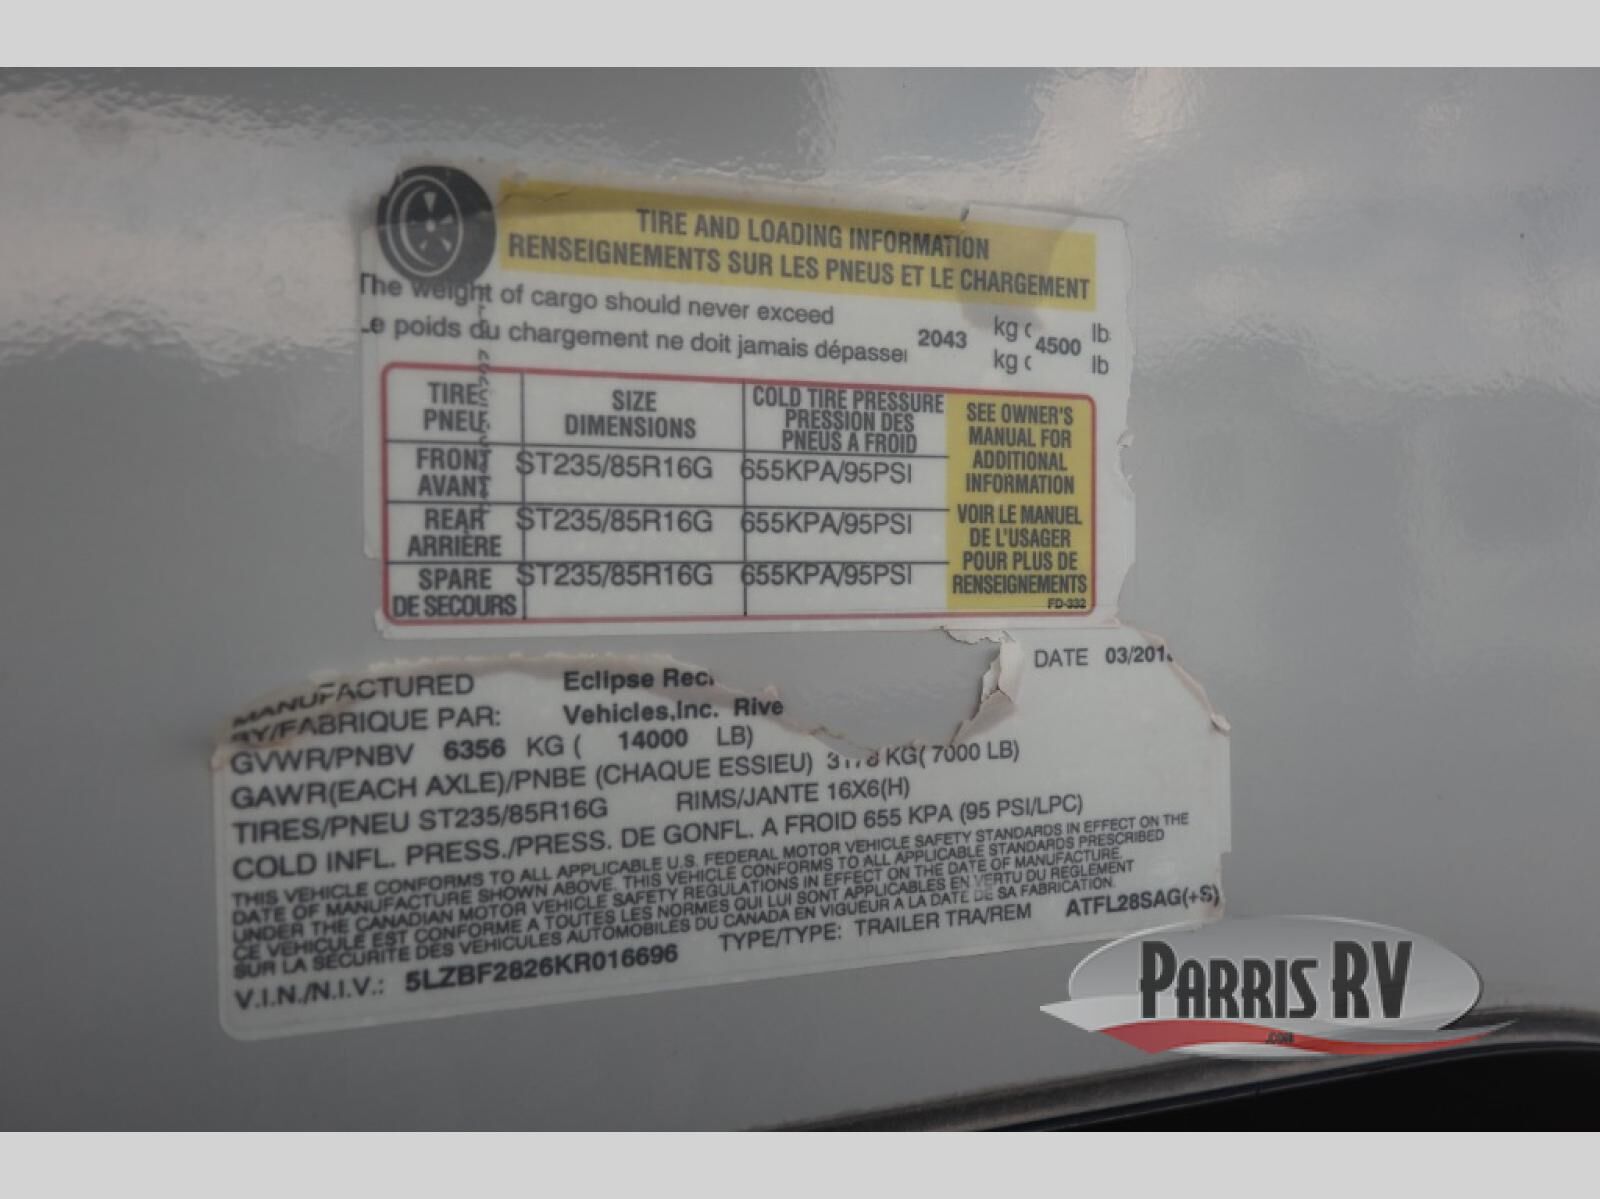 TIRE AND LOADING INFORMATION
RENSEIGNEMENTS SUR LES PNEUS ET LE CHARGEMENT
The weight of cargo should never exceed
Le poids du chargement ne doit jamais dépasser
2043 kg 4500 lb
kg lb
TIRE PNEU SIZE DIMENSIONS COLD TIRE PRESSURE PRESSION DES PNEUS A FROID
FRONT AVANT ST235/85R16G 655KPA/95PSI
REAR ARRIÈRE ST235/85R16G 655KPA/95PSI
SPARE DE SECOURS ST235/85R16G 655KPA/95PSI
SEE OWNER'S
MANUAL FOR
ADDITIONAL
INFORMATION
VOIR LE MANUEL
DE L'USAGER
POUR PLUS DE
RENSEIGNEMENTS
FD-332
DATE 03/201
MANUFACTURED Eclipse Rec
BY/FABRIQUE PAR: Vehicles,Inc. Rive
GVWR/PNBV 6356 KG ( 14000 LB)
GAWR(EACH AXLE)/PNBE (CHAQUE ESSIEU) 3178 KG( 7000 LB)
TIRES/PNEU ST235/85R16G RIMS/JANTE 16X6(H)
COLD INFL. PRESS./PRESS. DE GONFL. A FROID 655 KPA (95 PSI/LPC)
THIS VEHICLE CONFORMS TO ALL APPLICABLE U.S. FEDERAL MOTOR VEHICLE SAFETY STANDARDS IN EFFECT ON THE
DATE OF MANUFACTURE SHOWN ABOVE. THIS VEHICLE CONFORMS TO ALL APPLICABLE STANDARDS PRESCRIBED
UNDER THE CANADIAN MOTOR VEHICLE SAFETY REGULATIONS IN EFFECT ON THE DATE OF MANUFACTURE.
CE VEHICULE EST CONFORME A TOUTES LES NORMES QUI LUI SONT APPLICABLES EN VERTU DU REGLEMENT
SUR LA SECURITE DES VEHICULES AUTOMOBILES DU CANADA EN VIGUEUR A LA DATE DE SA FABRICATION.
V.I.N./N.I.V.: 5LZBF2826KR016696 TYPE/TYPE: TRAILER TRA/REM ATFL28SAG(+S)
PARRIS RV
.COM